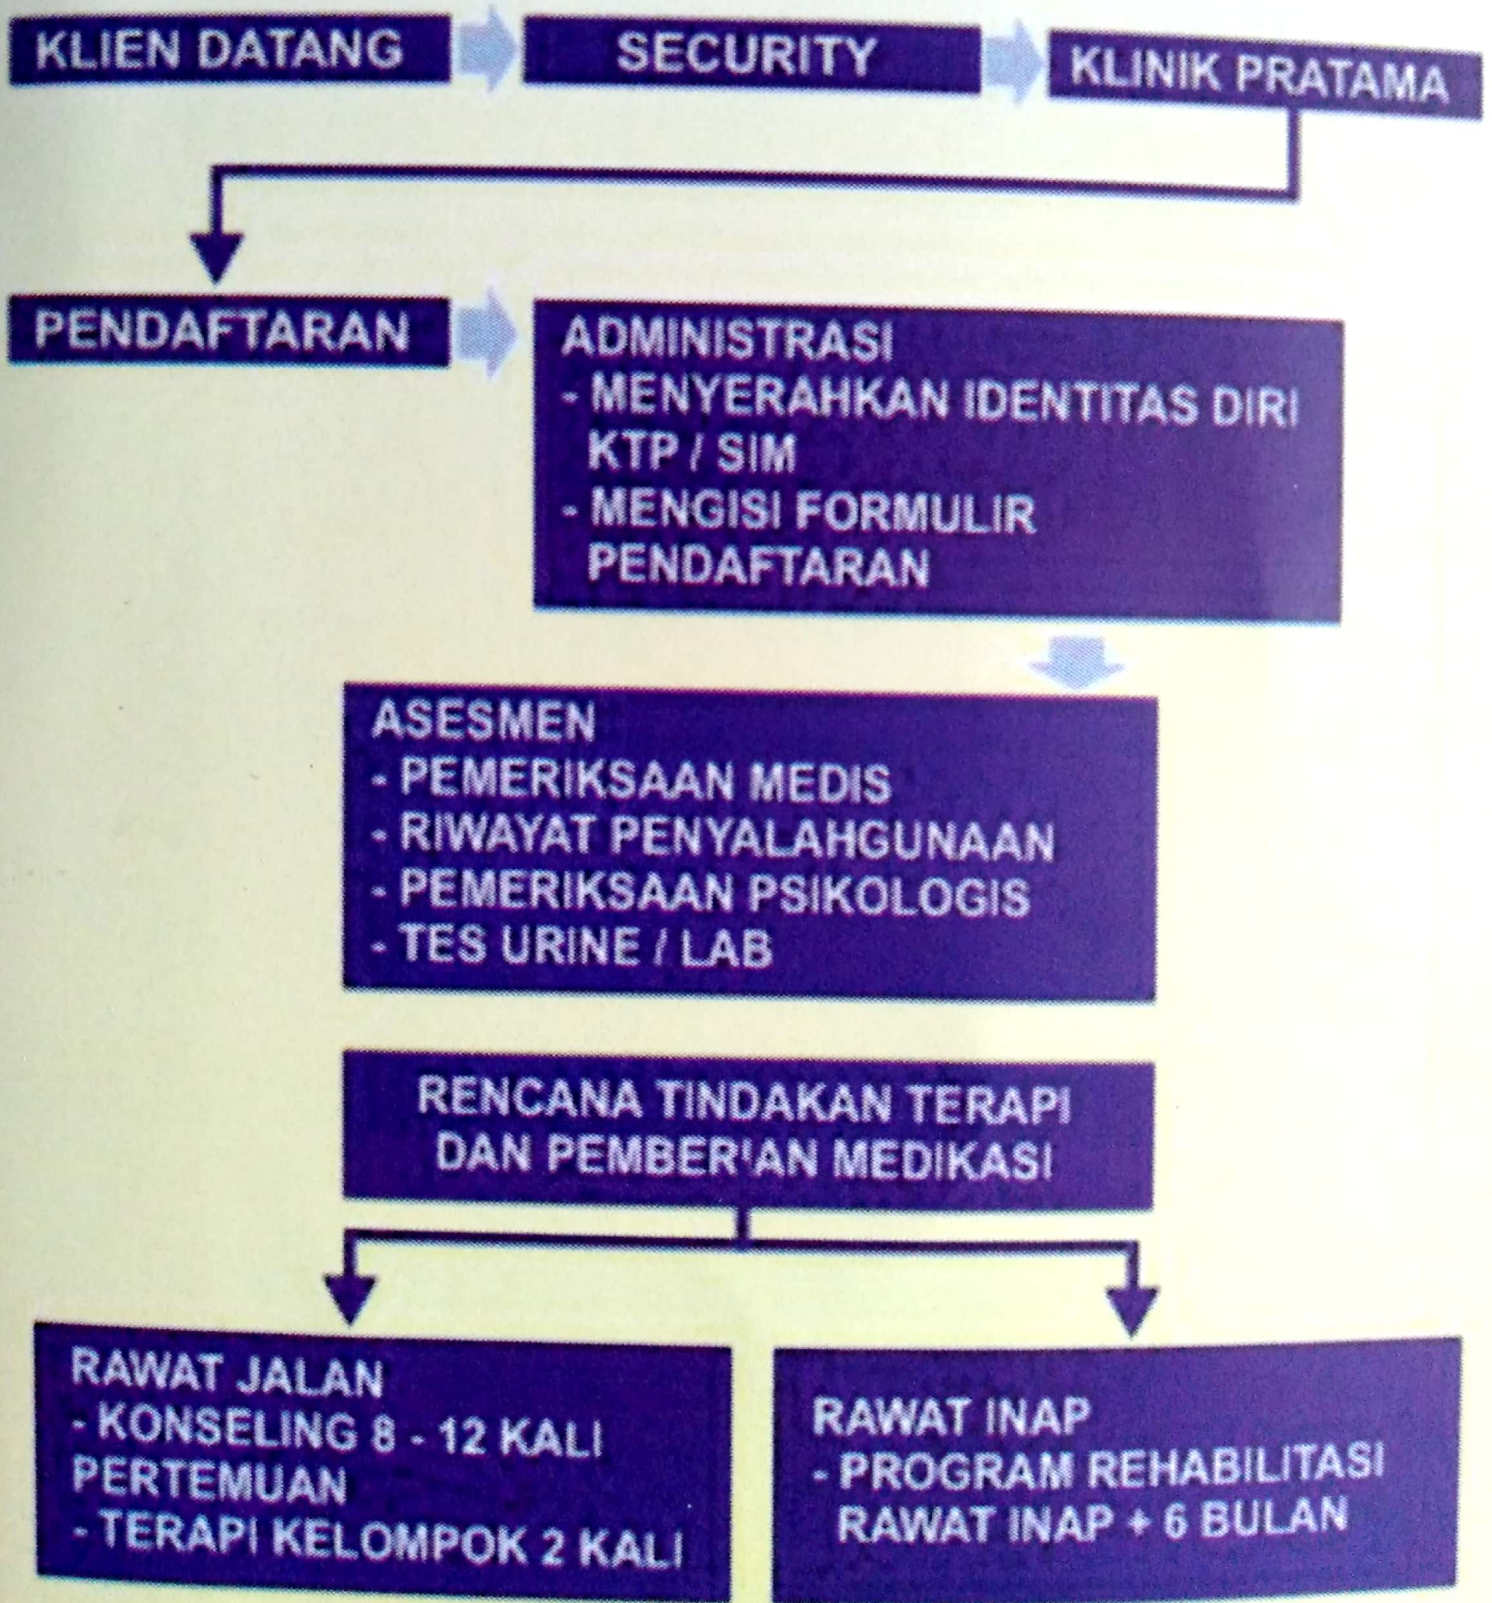 KLIEN DATANG
SECURITY
KLINIK PRATAMA
PENDAFTARAN
ADMINISTRASI
- MENYERAHKAN IDENTITAS DIRI
KTP / SIM
- MENGISI FORMULIR
PENDAFTARAN
ASESMEN
- PEMERIKSAAN MEDIS
- RIWAYAT PENYALAHGUNAAN
- PEMERIKSAAN PSIKOLOGIS
- TES URINE / LAB
RENCANA TINDAKAN TERAPI
DAN PEMBERIAN MEDIKASI
RAWAT JALAN
- KONSELING 8 - 12 KALI
PERTEMUAN
- TERAPI KELOMPOK 2 KALI
RAWAT INAP
- PROGRAM REHABILITASI
RAWAT INAP + 6 BULAN